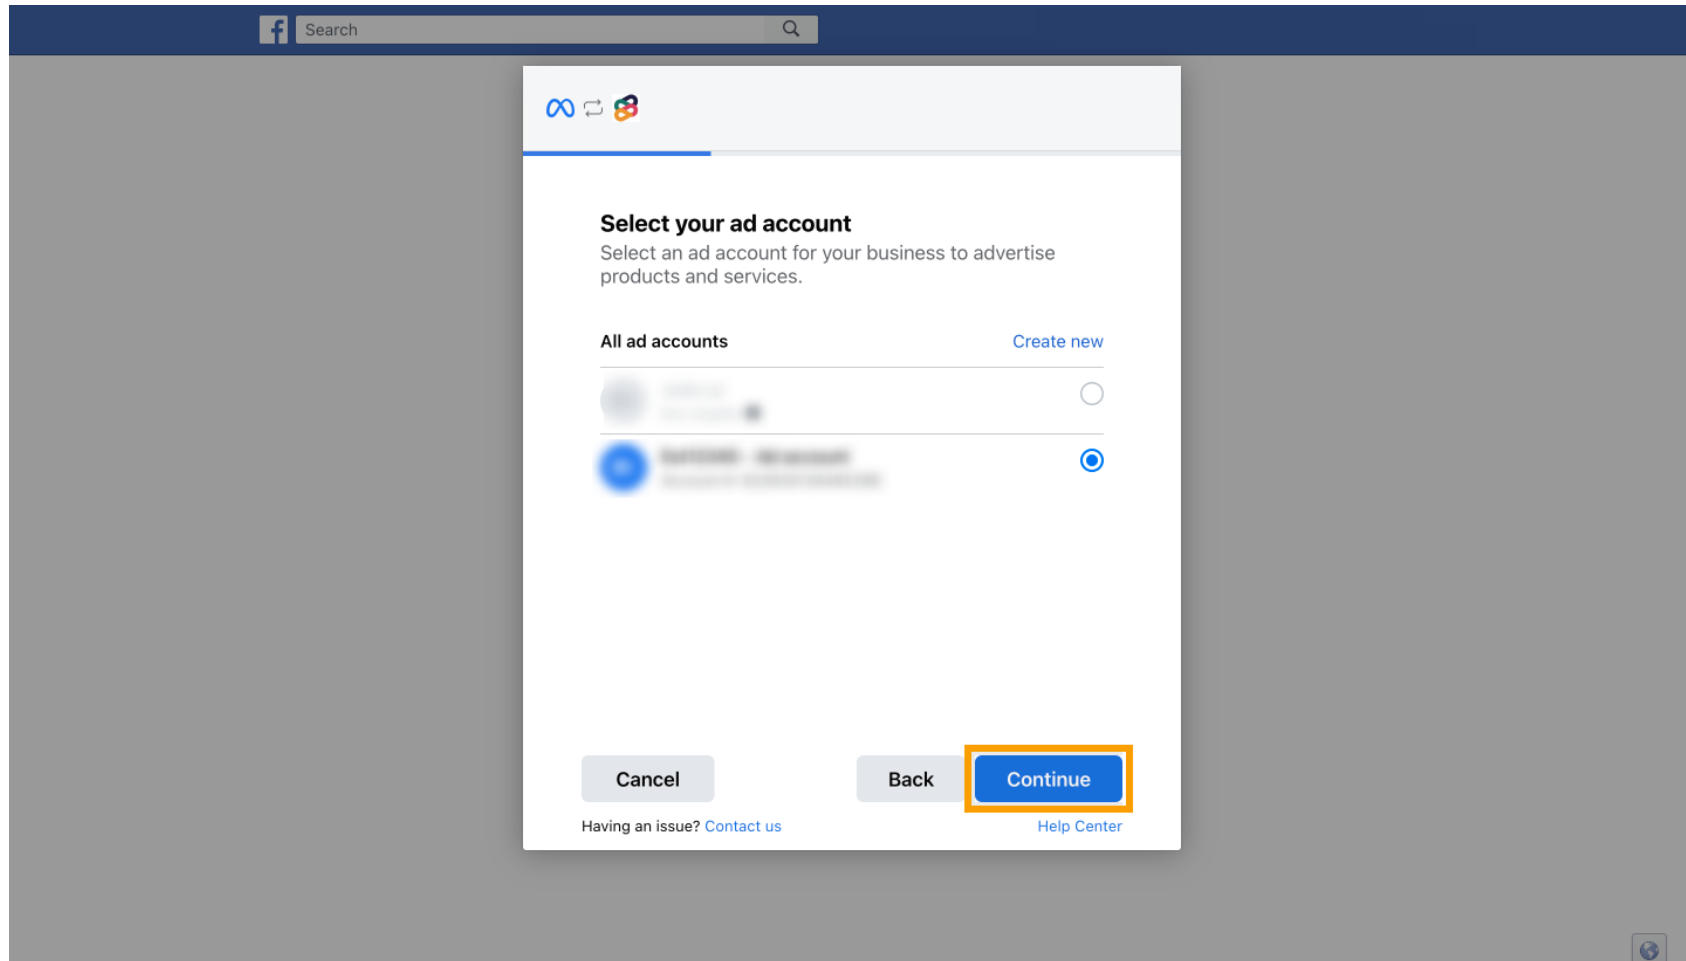 Search
Select your ad account
Select an ad account for your business to advertise
products and services.
All ad accounts
Create new
Cancel
Back
Continue
Having an issue? Contact us
Help Center